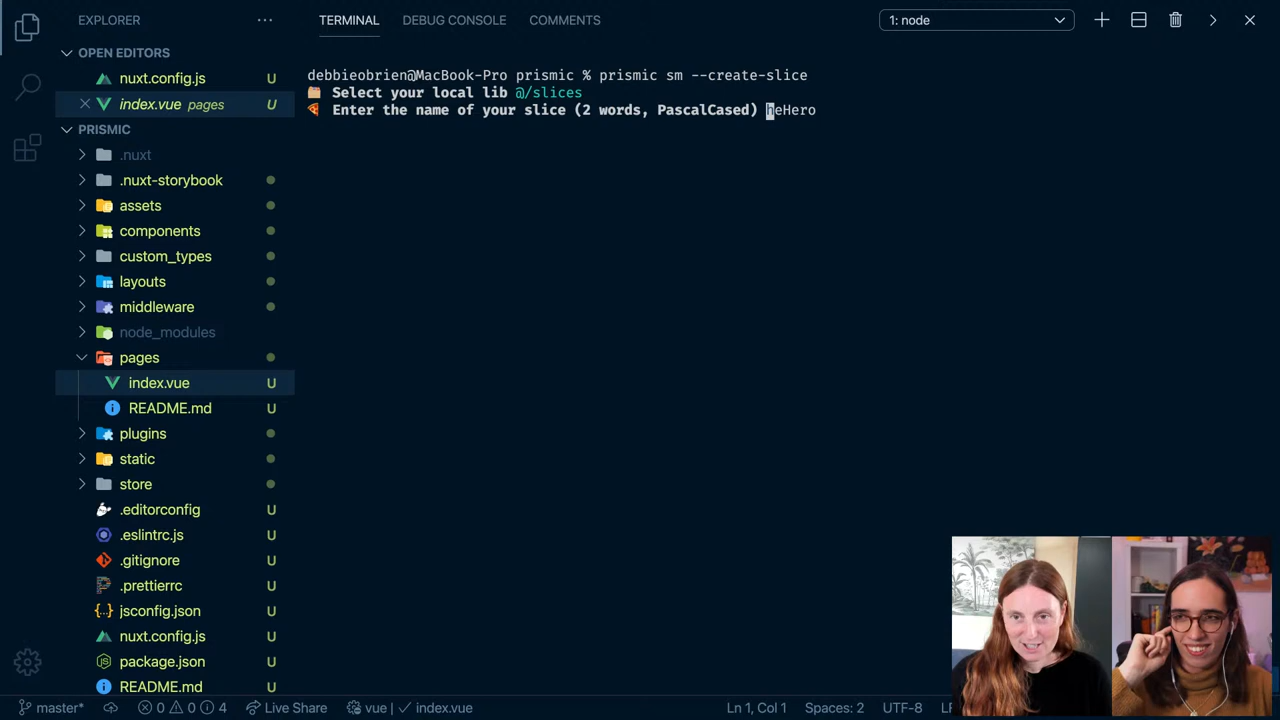 EXPLORER
TERMINAL
DEBUG CONSOLE
COMMENTS
1: node
OPEN EDITORS
nuxt.config.js U
index.vue pages U
PRISMIC
.nuxt
.nuxt-storybook
assets
components
custom_types
layouts
middleware
node_modules
pages
index.vue U
README.md U
plugins
static
store
.editorconfig U
.eslintrc.js U
.gitignore U
.prettierrc U
jsconfig.json U
nuxt.config.js U
package.json U
README.md U
debbieobrien@MacBook-Pro prismic % prismic sm --create-slice
Select your local lib @/slices
Enter the name of your slice (2 words, PascalCased) heHero
master* 0 0 4 Live Share vue | index.vue Ln 1, Col 1 Spaces: 2 UTF-8 LF